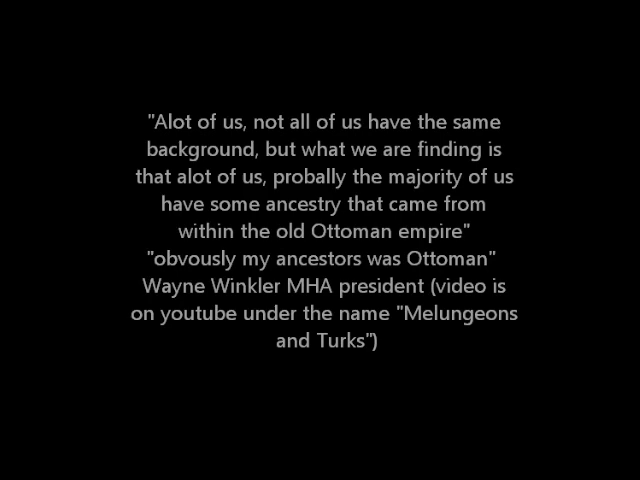 "Alot of us, not all of us have the same
background, but what we are finding is
that alot of us, probally the majority of us
have some ancestry that came from
within the old Ottoman empire"
"obvously my ancestors was Ottoman"
Wayne Winkler MHA president (video is
on youtube under the name "Melungeons
and Turks")